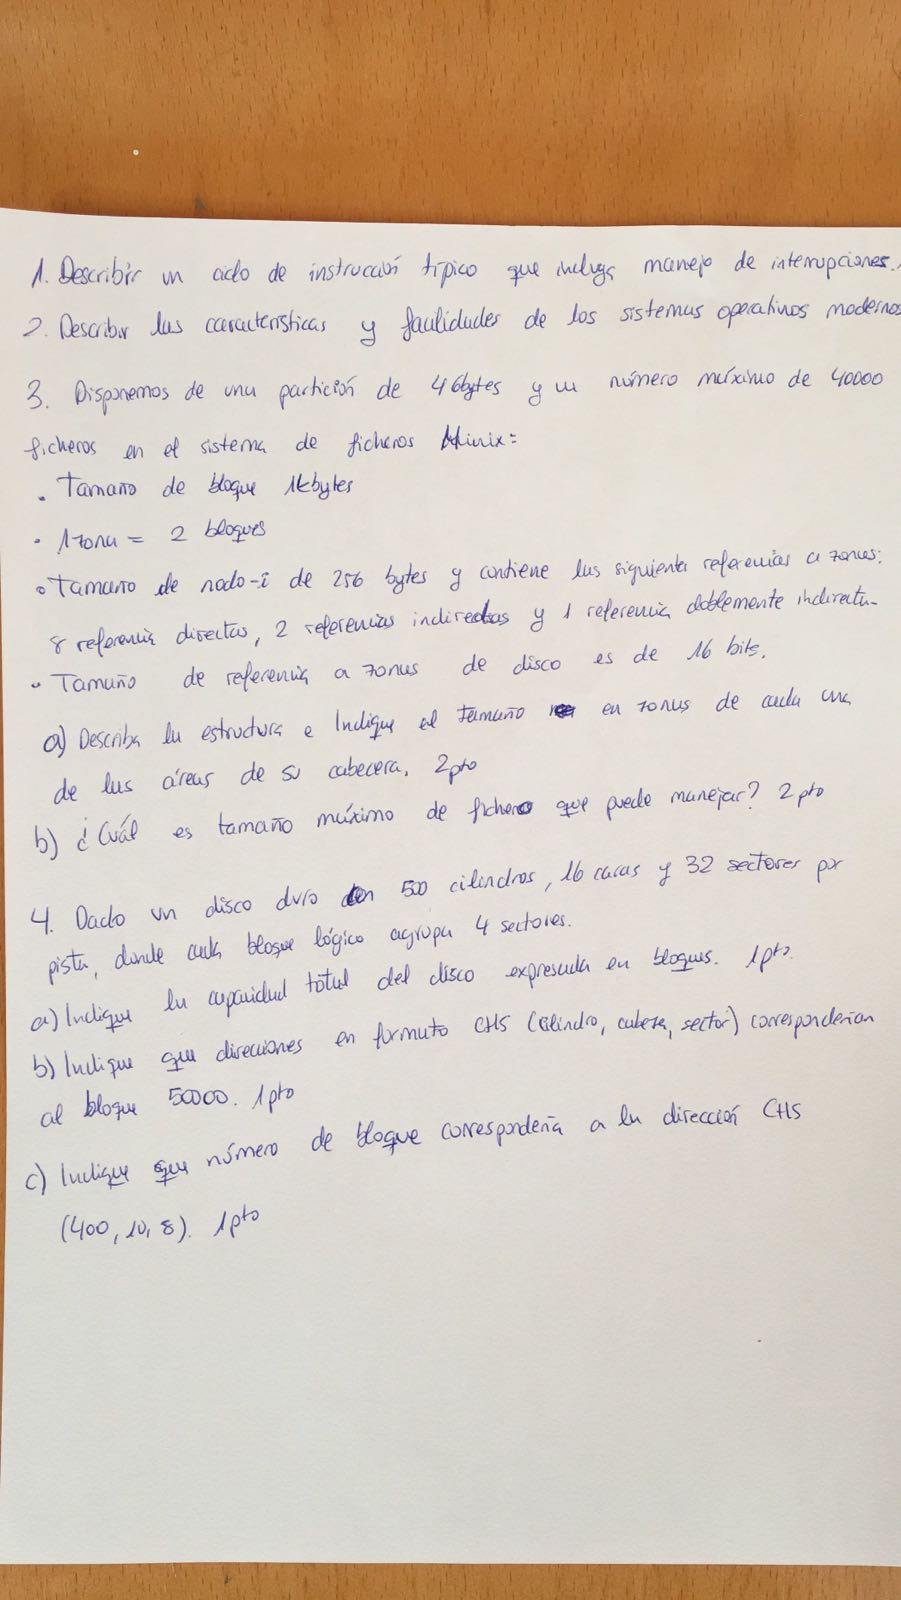 1. Describir un ciclo de instrucción típico que incluya manejo de interrupciones.
2. Describir las características y facilidades de los sistemas operativos modernos
3. Disponemos de una partición de 4Gbytes y un número máximo de 40000
ficheros en el sistema de ficheros Minix:
• Tamaño de bloque 1kbytes
• 1 zona = 2 bloques
• Tamaño de nodo-i de 256 bytes y contiene las siguiente referencias a zonas:
8 referencia directas, 2 referencias indirectas y 1 referencia doblemente indirecta.
• Tamaño de referencia a zonas de disco es de 16 bits.
a) Describa la estructura e Indique el tamaño en zonas de cada una
de las áreas de su cabecera. 2pto
b) ¿Cuál es tamaño máximo de fichero que puede manejar? 2 pto
4. Dado un disco duro con 500 cilindros, 16 caras y 32 sectores por
pista, donde cada bloque lógico agrupa 4 sectores.
a) Indique la capacidad total del disco expresada en bloques. 1pto.
b) Indique que direcciones en formato CHS (cilindro, cabeza, sector) corresponderían
al bloque 50000. 1pto
c) Indique que número de bloque correspondería a la dirección CHS
(400, 10, 8). 1pto